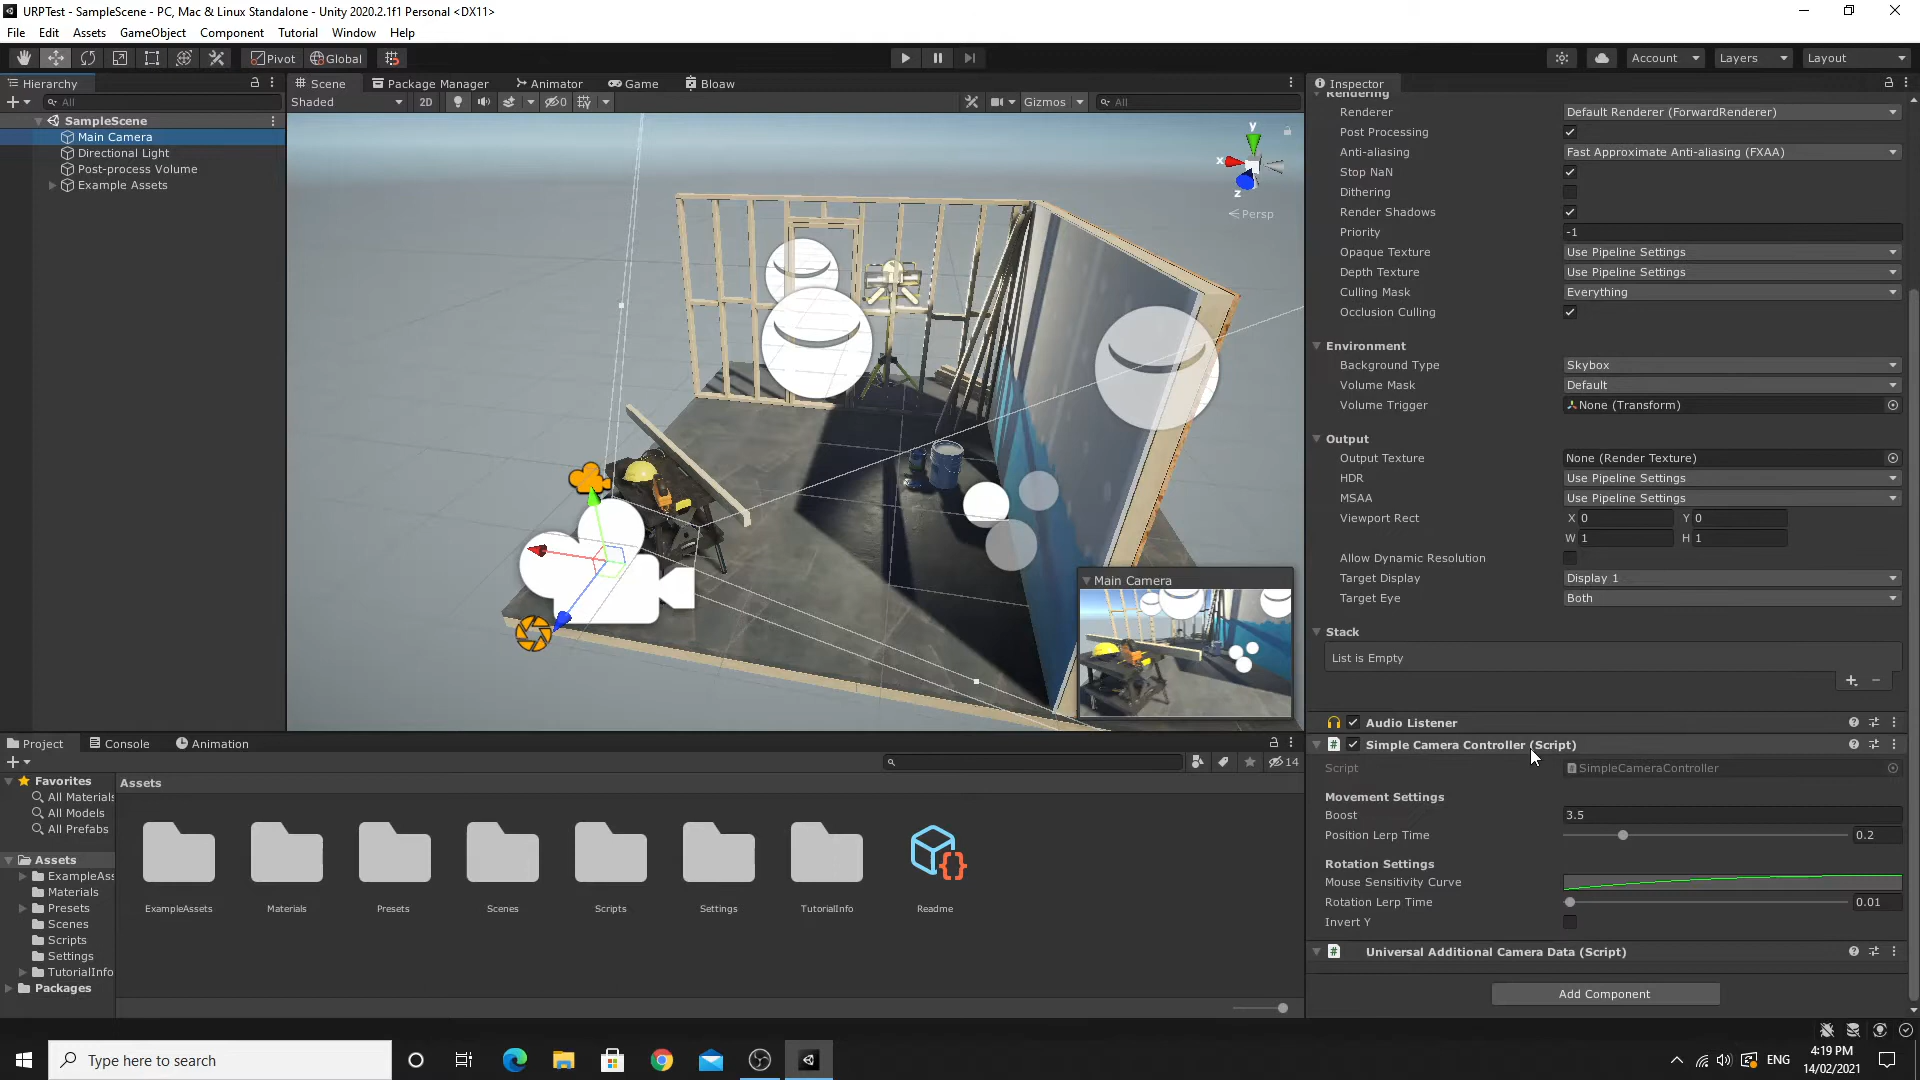 URPTest - SampleScene - PC, Mac & Linux Standalone - Unity 2020.2.1f1 Personal <DX11>
File Edit Assets GameObject Component Tutorial Window Help
Pivot Global Account Layers Layout
Hierarchy
All
SampleScene
Main Camera
Directional Light
Post-process Volume
Example Assets
Scene Package Manager Animator Game Bloaw
Shaded 2D 0 Gizmos All
y
x
z
Persp
Main Camera
Inspector
Rendering
Renderer Default Renderer (ForwardRenderer)
Post Processing
Anti-aliasing Fast Approximate Anti-aliasing (FXAA)
Stop NaN
Dithering
Render Shadows
Priority -1
Opaque Texture Use Pipeline Settings
Depth Texture Use Pipeline Settings
Culling Mask Everything
Occlusion Culling
Environment
Background Type Skybox
Volume Mask Default
Volume Trigger None (Transform)
Output
Output Texture None (Render Texture)
HDR Use Pipeline Settings
MSAA Use Pipeline Settings
Viewport Rect X 0 Y 0
W 1 H 1
Allow Dynamic Resolution
Target Display Display 1
Target Eye Both
Stack
List is Empty
Audio Listener
Simple Camera Controller (Script)
Script SimpleCameraController
Movement Settings
Boost 3.5
Position Lerp Time 0.2
Rotation Settings
Mouse Sensitivity Curve
Rotation Lerp Time 0.01
Invert Y
Universal Additional Camera Data (Script)
Add Component
Project Console Animation
14
Favorites
All Materials
All Models
All Prefabs
Assets
ExampleAss
Materials
Presets
Scenes
Scripts
Settings
TutorialInfo
Packages
Assets
ExampleAssets Materials Presets Scenes Scripts Settings TutorialInfo Readme
Type here to search
ENG
4:19 PM
14/02/2021